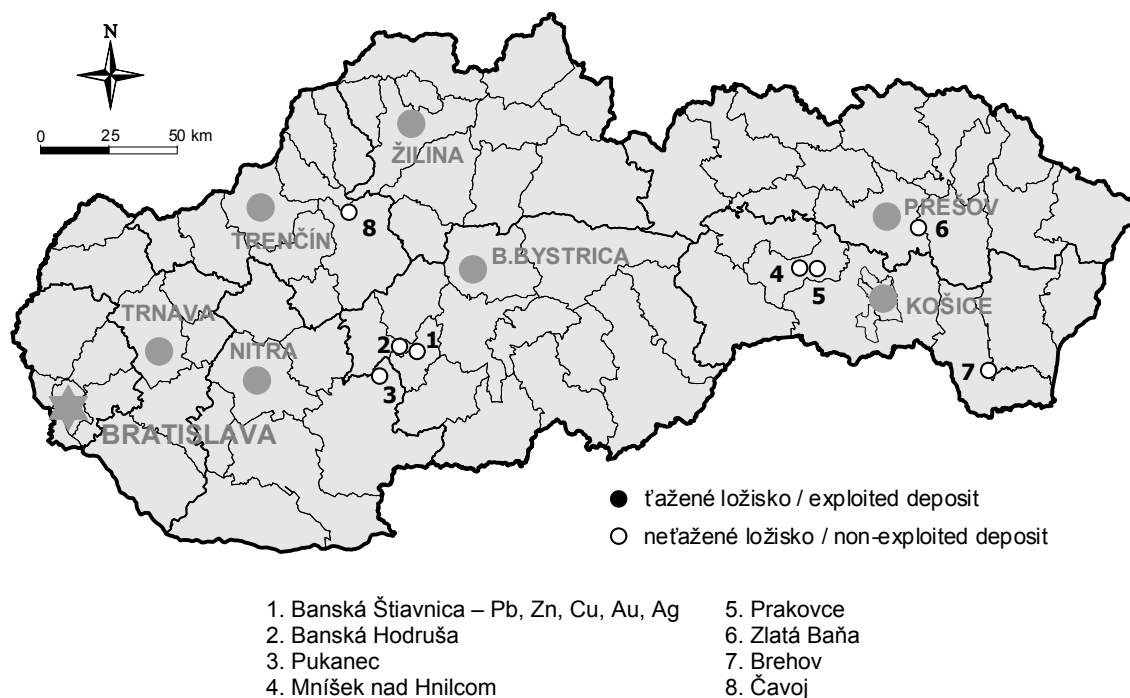 N
0 25 50 km
ŽILINA
TRENČÍN
8
PREŠOV
6
B.BYSTRICA
4
5
KOŠICE
TRNAVA
NITRA
2
1
3
7
BRATISLAVA
ťažené ložisko / exploited deposit
neťažené ložisko / non-exploited deposit
1. Banská Štiavnica – Pb, Zn, Cu, Au, Ag
2. Banská Hodruša
3. Pukanec
4. Mníšek nad Hnilcom
5. Prakovce
6. Zlatá Baňa
7. Brehov
8. Čavoj